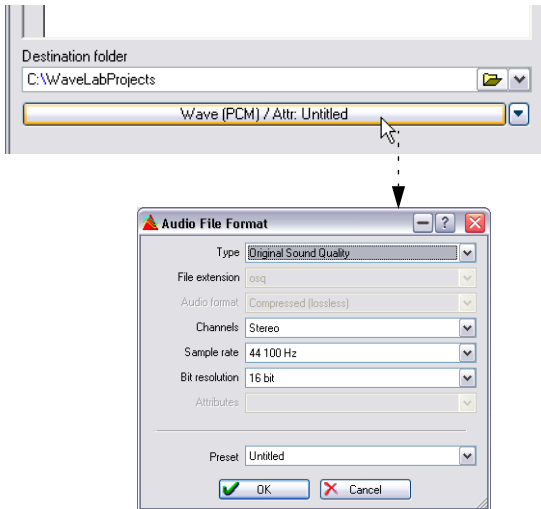 Destination folder
C:\WaveLabProjects
Wave (PCM) / Attr: Untitled
Audio File Format
Type Original Sound Quality
File extension osq
Audio format Compressed (lossless)
Channels Stereo
Sample rate 44 100 Hz
Bit resolution 16 bit
Attributes
Preset Untitled
OK Cancel